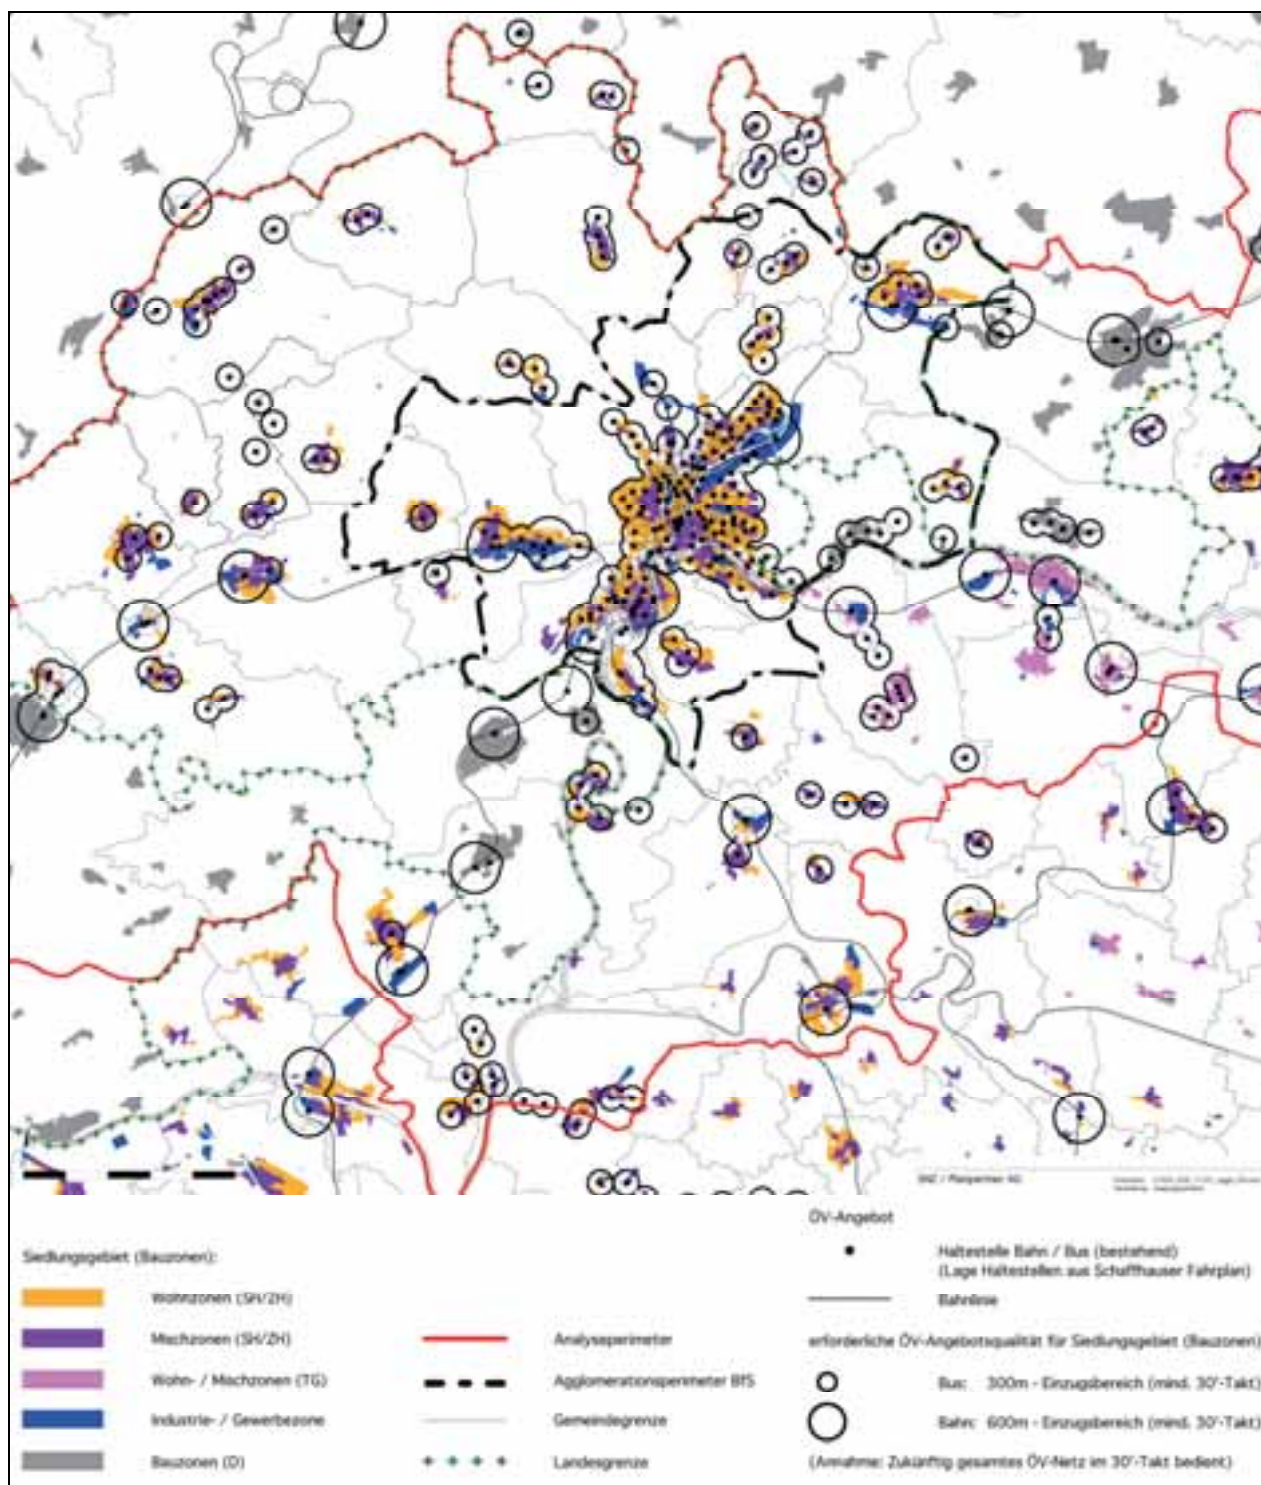 SNZ / Planpartner AG
Siedlungsgebiet (Bauzonen):
Wohnzonen (SH/ZH)
Mischzonen (SH/ZH)
Wohn- / Mischzonen (TG)
Industrie- / Gewerbezone
Bauzonen (D)
Analyseperimeter
Agglomerationsperimeter BfS
Gemeindegrenze
Landesgrenze
ÖV-Angebot
Haltestelle Bahn / Bus (bestehend)
(Lage Haltestellen aus Schaffhauser Fahrplan)
Bahnlinie
erforderliche ÖV-Angebotsqualität für Siedlungsgebiet (Bauzonen)
Bus: 300m - Einzugsbereich (mind. 30'-Takt)
Bahn: 600m - Einzugsbereich (mind. 30'-Takt)
(Annahme: Zukünftig gesamtes ÖV-Netz im 30'-Takt bedient)